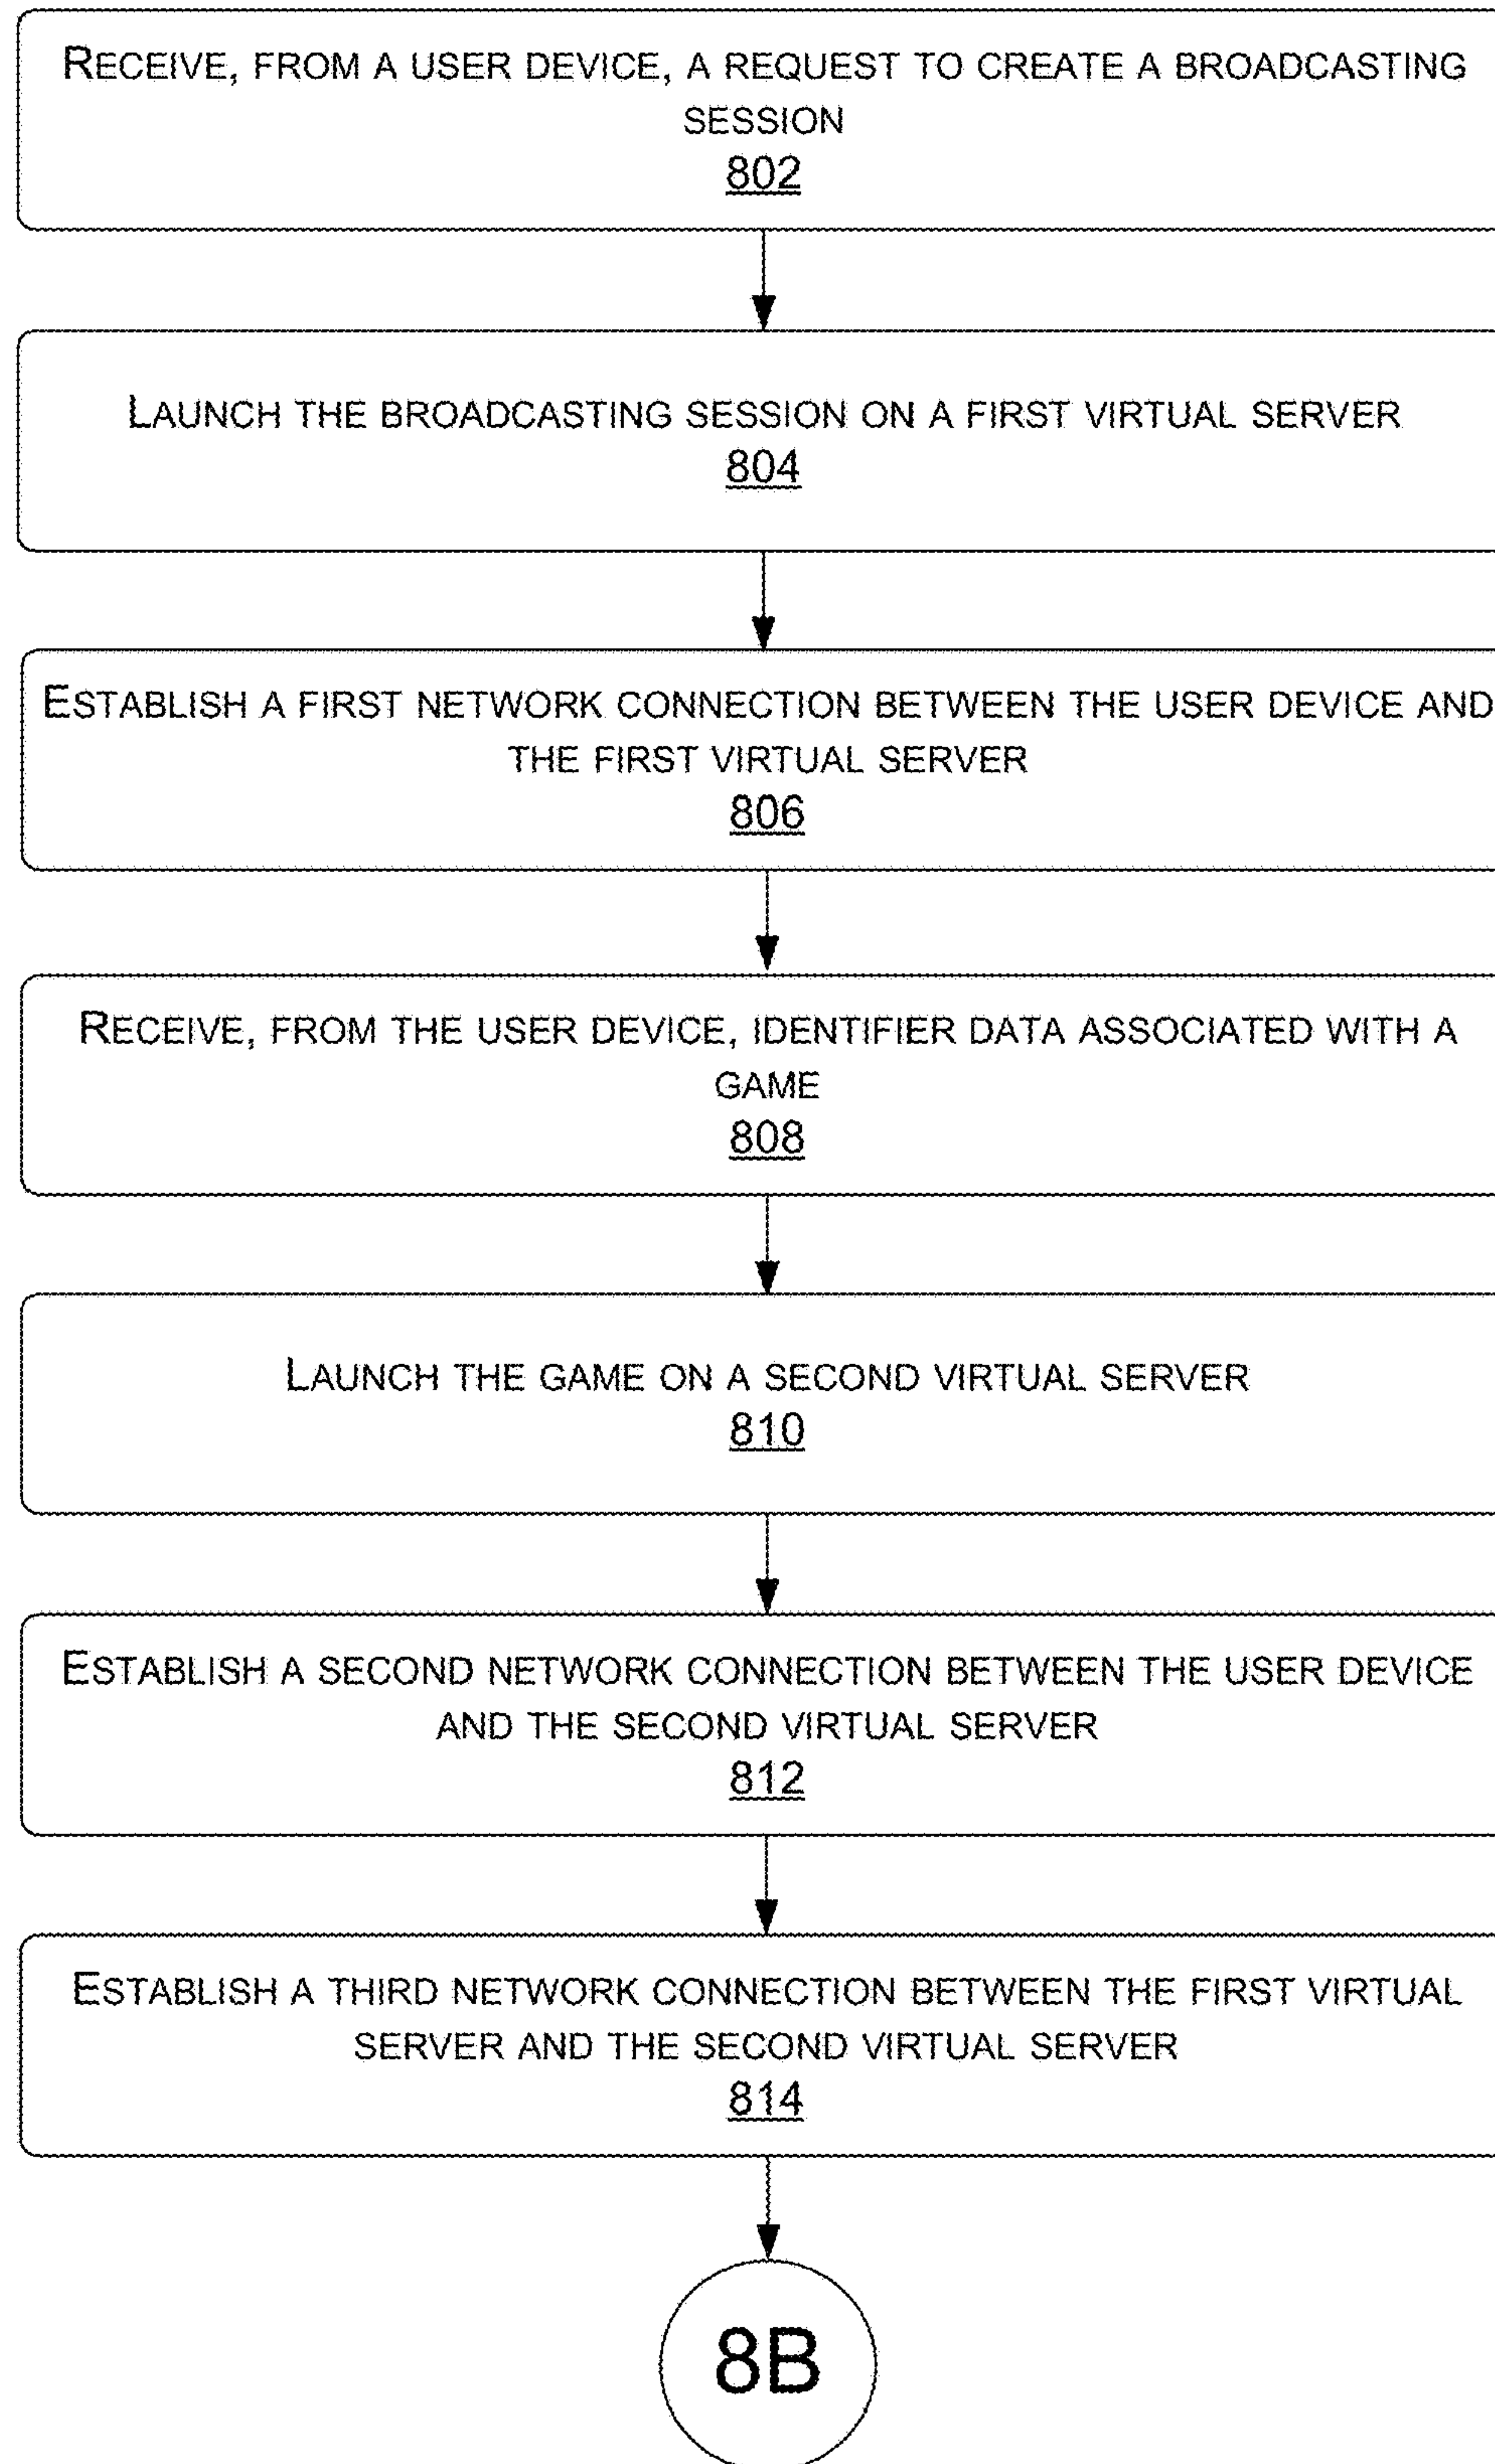 RECEIVE, FROM A USER DEVICE, A REQUEST TO CREATE A BROADCASTING
SESSION
802
LAUNCH THE BROADCASTING SESSION ON A FIRST VIRTUAL SERVER
804
ESTABLISH A FIRST NETWORK CONNECTION BETWEEN THE USER DEVICE AND
THE FIRST VIRTUAL SERVER
806
RECEIVE, FROM THE USER DEVICE, IDENTIFIER DATA ASSOCIATED WITH A
GAME
808
LAUNCH THE GAME ON A SECOND VIRTUAL SERVER
810
ESTABLISH A SECOND NETWORK CONNECTION BETWEEN THE USER DEVICE
AND THE SECOND VIRTUAL SERVER
812
ESTABLISH A THIRD NETWORK CONNECTION BETWEEN THE FIRST VIRTUAL
SERVER AND THE SECOND VIRTUAL SERVER
814
8B